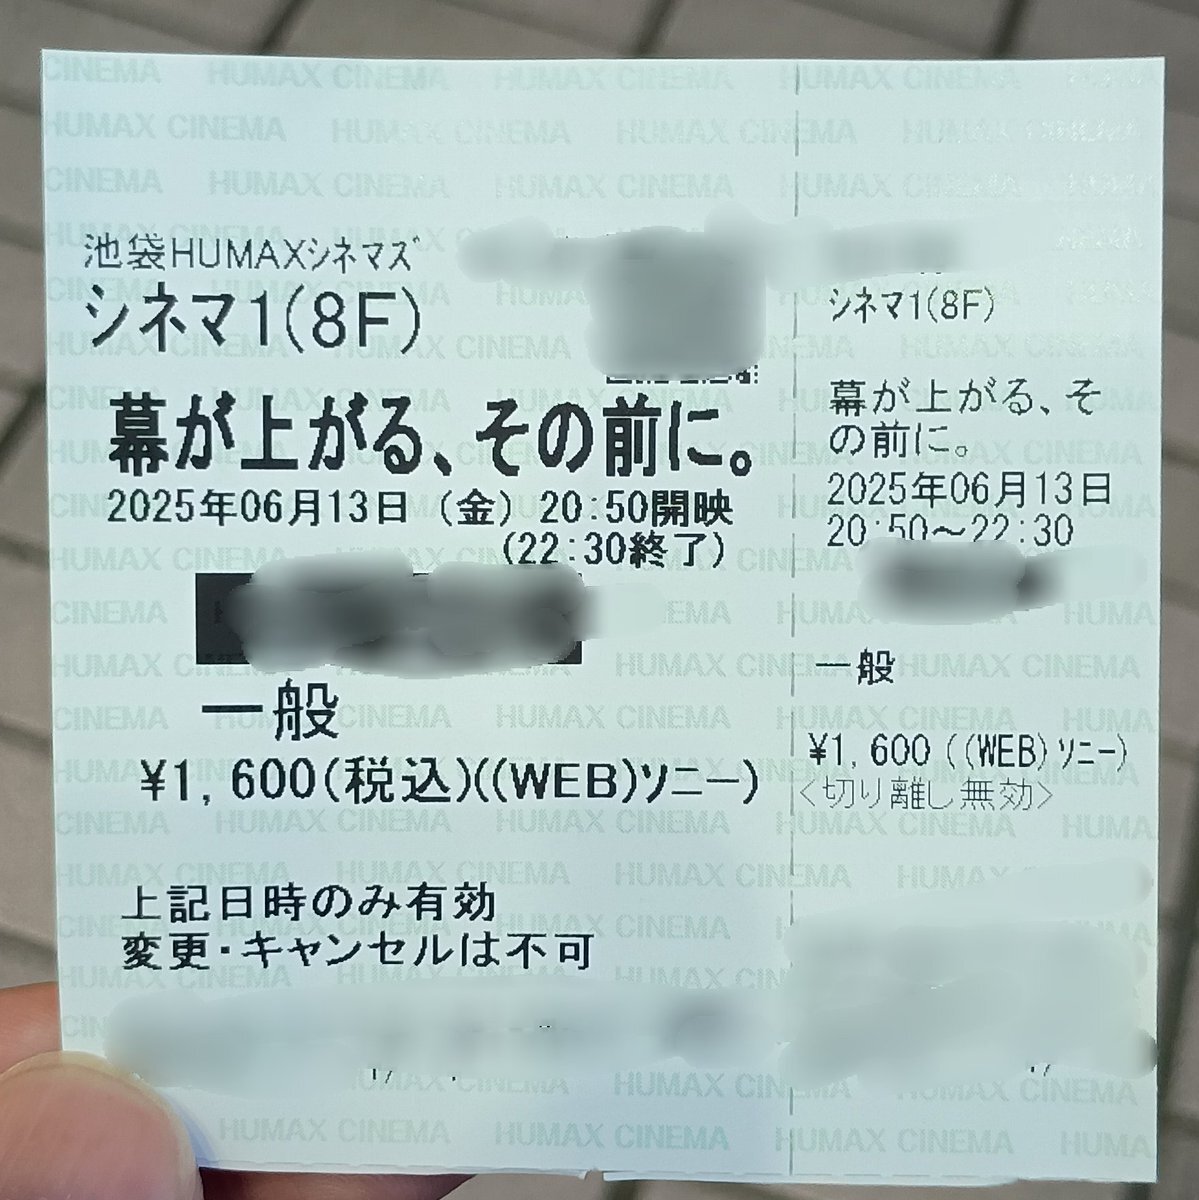 池袋HUMAXシネマズ
シネマ1(8F)
幕が上がる、その前に。
2025年06月13日（金）20:50開映
(22:30終了)
一般
¥1,600(税込)((WEB)ソニー)
上記日時のみ有効
変更・キャンセルは不可
シネマ1(8F)
幕が上がる、そ
の前に。
2025年06月13日
20:50～22:30
一般
¥1,600((WEB)ソニー)
<切り離し無効>
HUMAX CINEMA